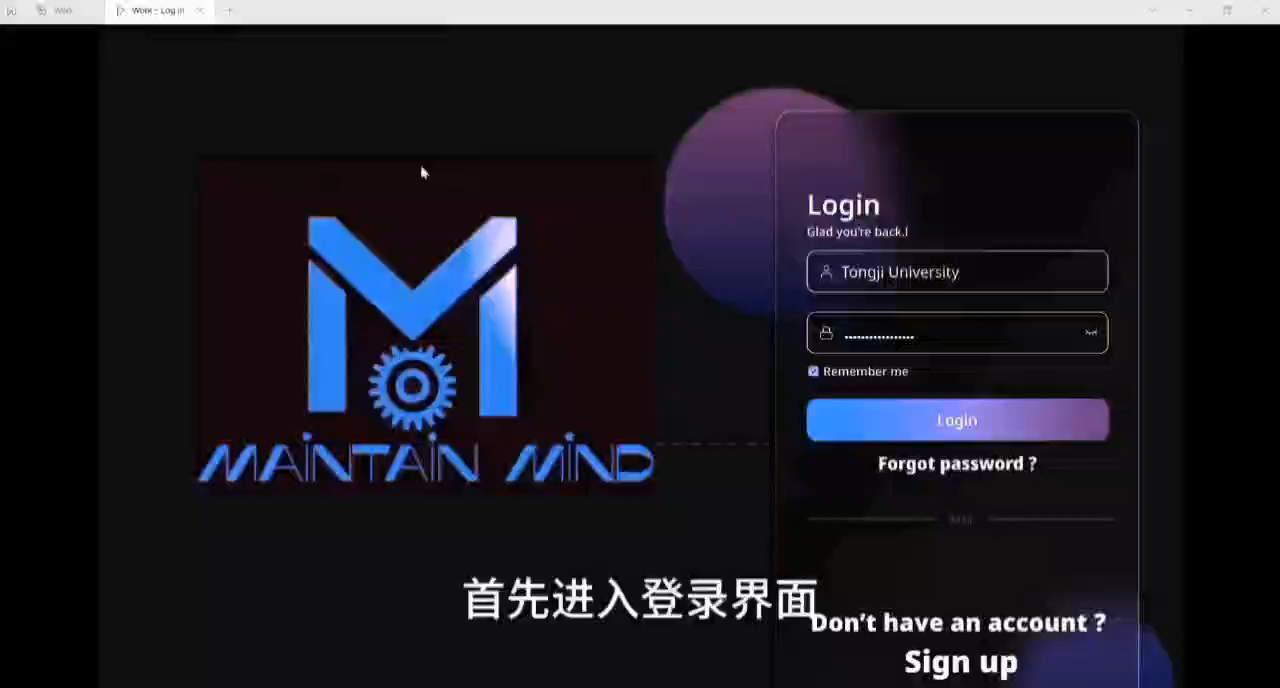 Work - Log in
Login
Glad you're back.!
Tongji University
Remember me
Login
Forgot password ?
MAINTAIN MIND
首先进入登录界面
Don't have an account ?
Sign up